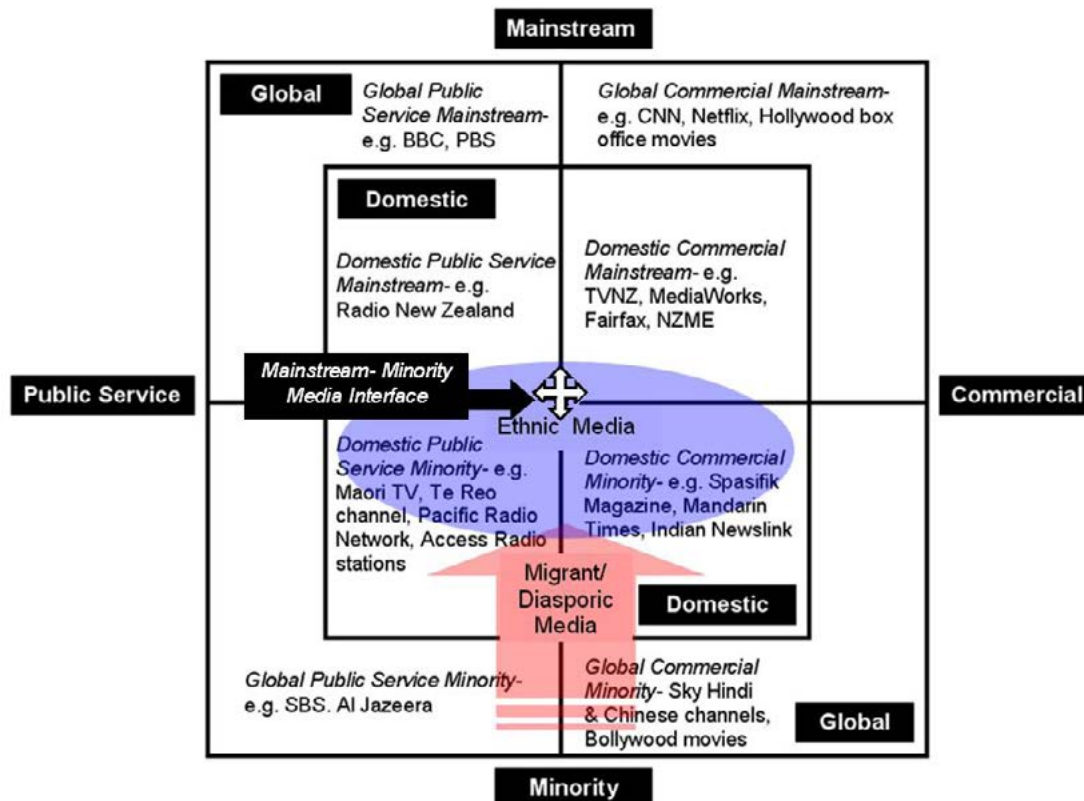 Mainstream
Global
Global Public
Service Mainstream-
e.g. BBC, PBS
Global Commercial Mainstream-
e.g. CNN, Netflix, Hollywood box
office movies
Domestic
Domestic Public Service
Mainstream- e.g.
Radio New Zealand
Domestic Commercial
Mainstream- e.g.
TVNZ, MediaWorks,
Fairfax, NZME
Public Service
Mainstream- Minority
Media Interface
Commercial
Ethnic Media
Domestic Public
Service Minority- e.g.
Maori TV, Te Reo
channel, Pacific Radio
Network, Access Radio
stations
Domestic Commercial
Minority- e.g. Spasifik
Magazine, Mandarin
Times, Indian Newslink
Migrant/
Diasporic
Media
Domestic
Global Public Service Minority-
e.g. SBS. Al Jazeera
Global Commercial
Minority- Sky Hindi
& Chinese channels,
Bollywood movies
Global
Minority